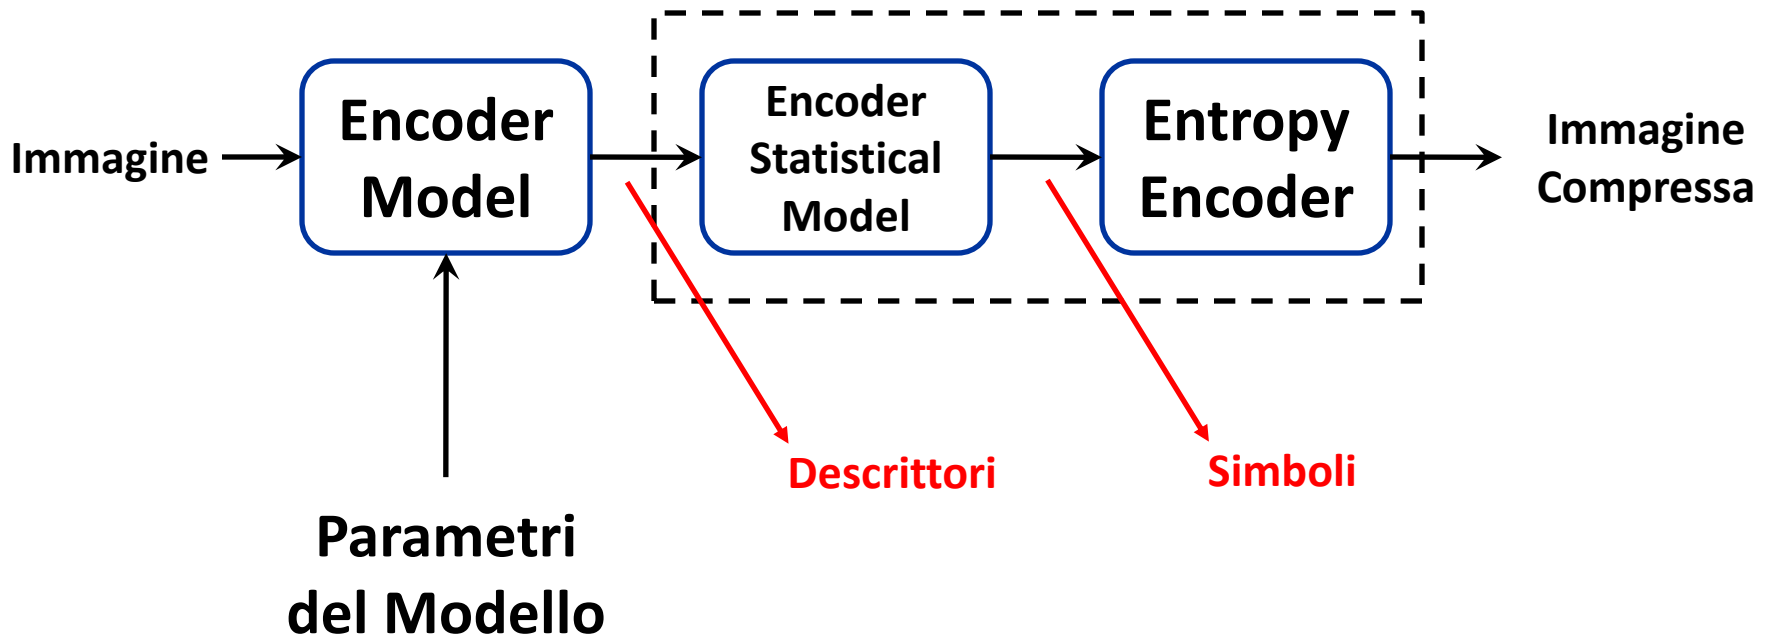 Immagine
Encoder
Model
Encoder
Statistical
Model
Entropy
Encoder
Immagine
Compressa
Descrittori
Simboli
Parametri
del Modello